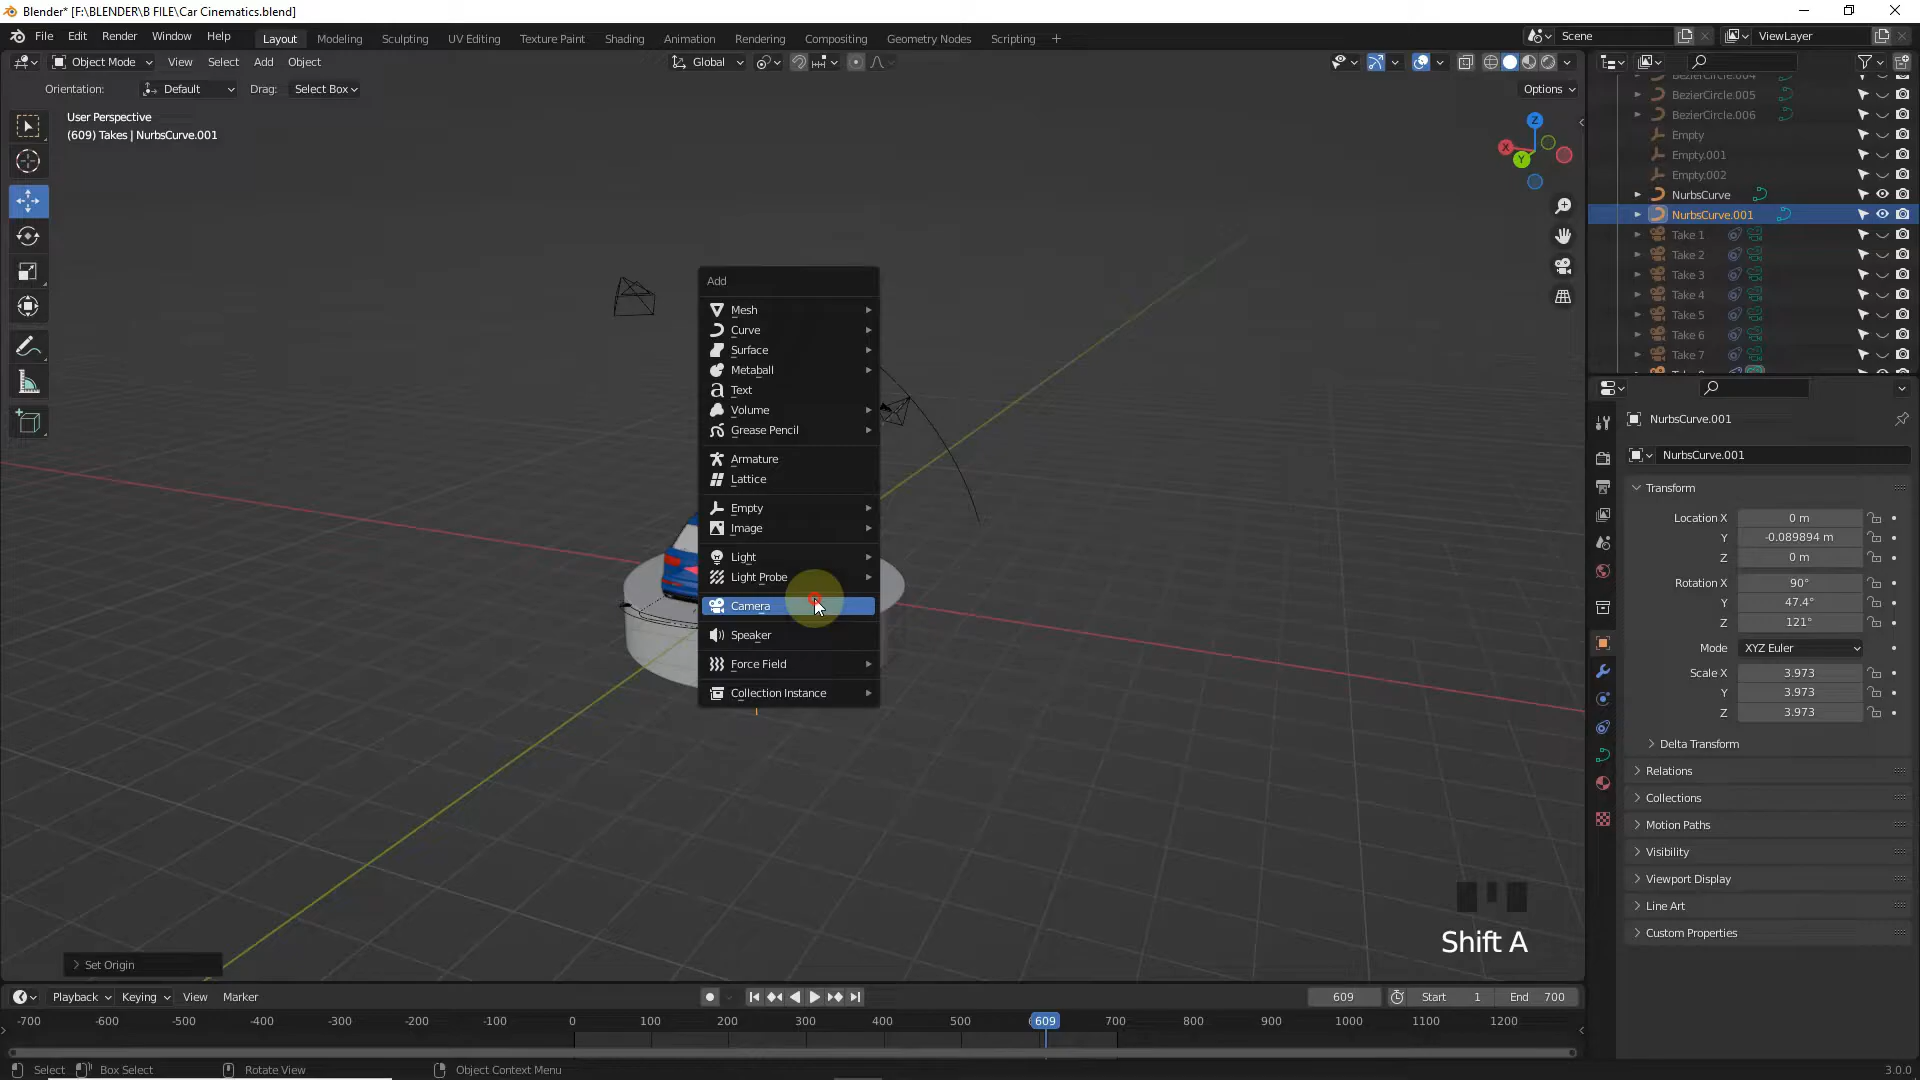 Blender* [F:\BLENDER\B FILE\Car Cinematics.blend]
File Edit Render Window Help
Layout Modeling Sculpting UV Editing Texture Paint Shading Animation Rendering Compositing Geometry Nodes Scripting +
Scene
ViewLayer
Object Mode View Select Add Object
Global
Orientation: Default Drag: Select Box
Options
User Perspective
(609) Takes | NurbsCurve.001
Z
X
Y
Add
Mesh
Curve
Surface
Metaball
Text
Volume
Grease Pencil
Armature
Lattice
Empty
Image
Light
Light Probe
Camera
Speaker
Force Field
Collection Instance
Shift A
Set Origin
BezierCircle.004
BezierCircle.005
BezierCircle.006
Empty
Empty.001
Empty.002
NurbsCurve
NurbsCurve.001
Take 1
Take 2
Take 3
Take 4
Take 5
Take 6
Take 7
NurbsCurve.001
NurbsCurve.001
Transform
Location X 0 m
Y -0.089894 m
Z 0 m
Rotation X 90°
Y 47.4°
Z 121°
Mode XYZ Euler
Scale X 3.973
Y 3.973
Z 3.973
Delta Transform
Relations
Collections
Motion Paths
Visibility
Viewport Display
Line Art
Custom Properties
Playback Keying View Marker
609 Start 1 End 700
-700 -600 -500 -400 -300 -200 -100 0 100 200 300 400 500 609 700 800 900 1000 1100 1200
Select Box Select Rotate View Object Context Menu
3.0.0